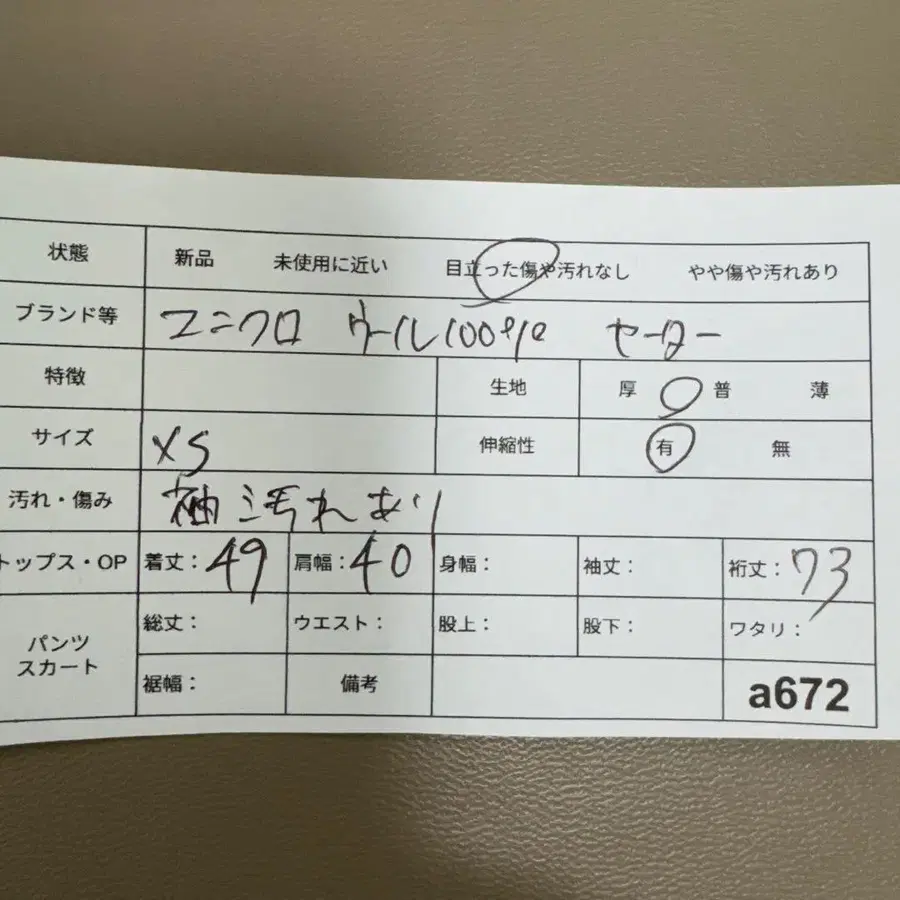 状態 新品 未使用に近い 目立った傷や汚れなし やや傷や汚れあり
ブランド等 ユニクロ ウール100% セーター
特徴 生地 厚 普 薄
サイズ XS 伸縮性 有 無
汚れ・傷み 袖に汚れあり
トップス・OP 着丈：49 肩幅：40 身幅： 袖丈： 裄丈：73
パンツ スカート 総丈： ウエスト： 股上： 股下： ワタリ：
裾幅： 備考 a672